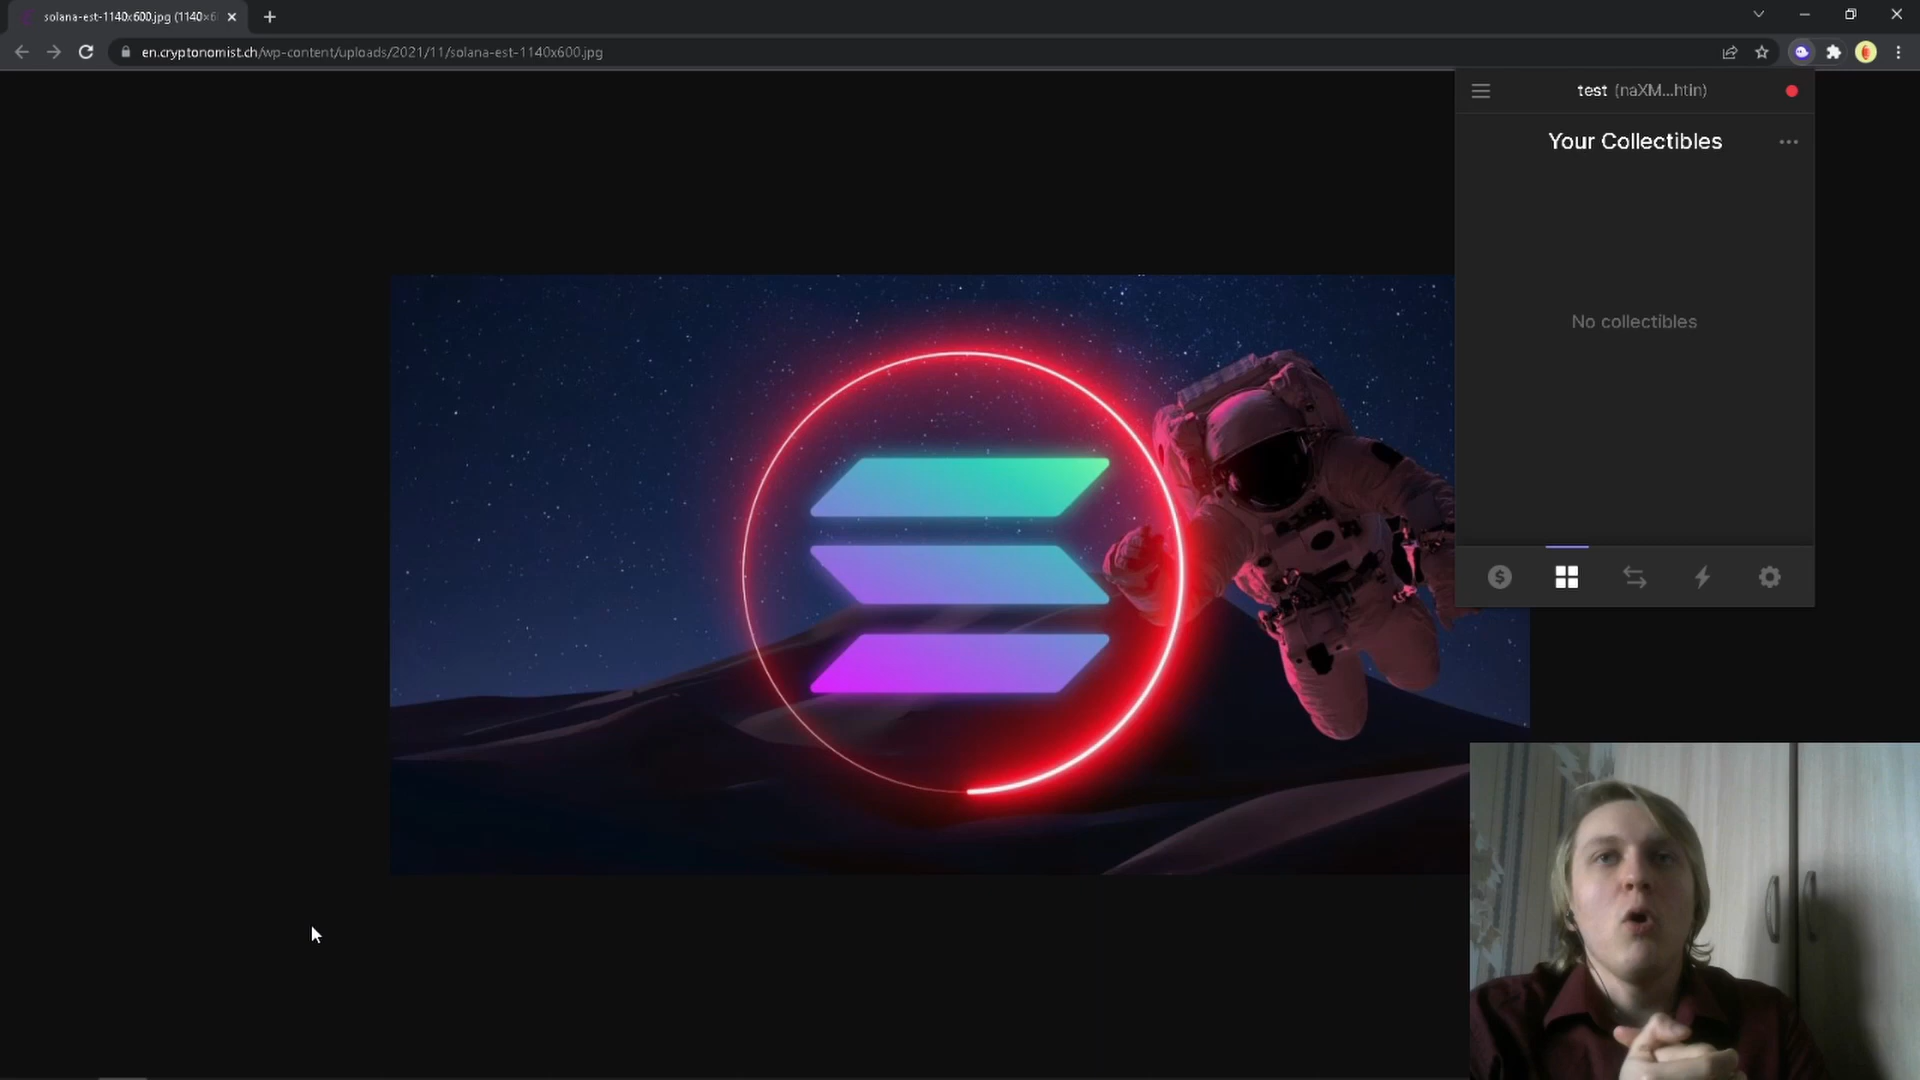 solana-est-1140x600.jpg (1140×6
en.cryptonomist.ch/wp-content/uploads/2021/11/solana-est-1140x600.jpg
test (naXM...htin)
Your Collectibles
No collectibles